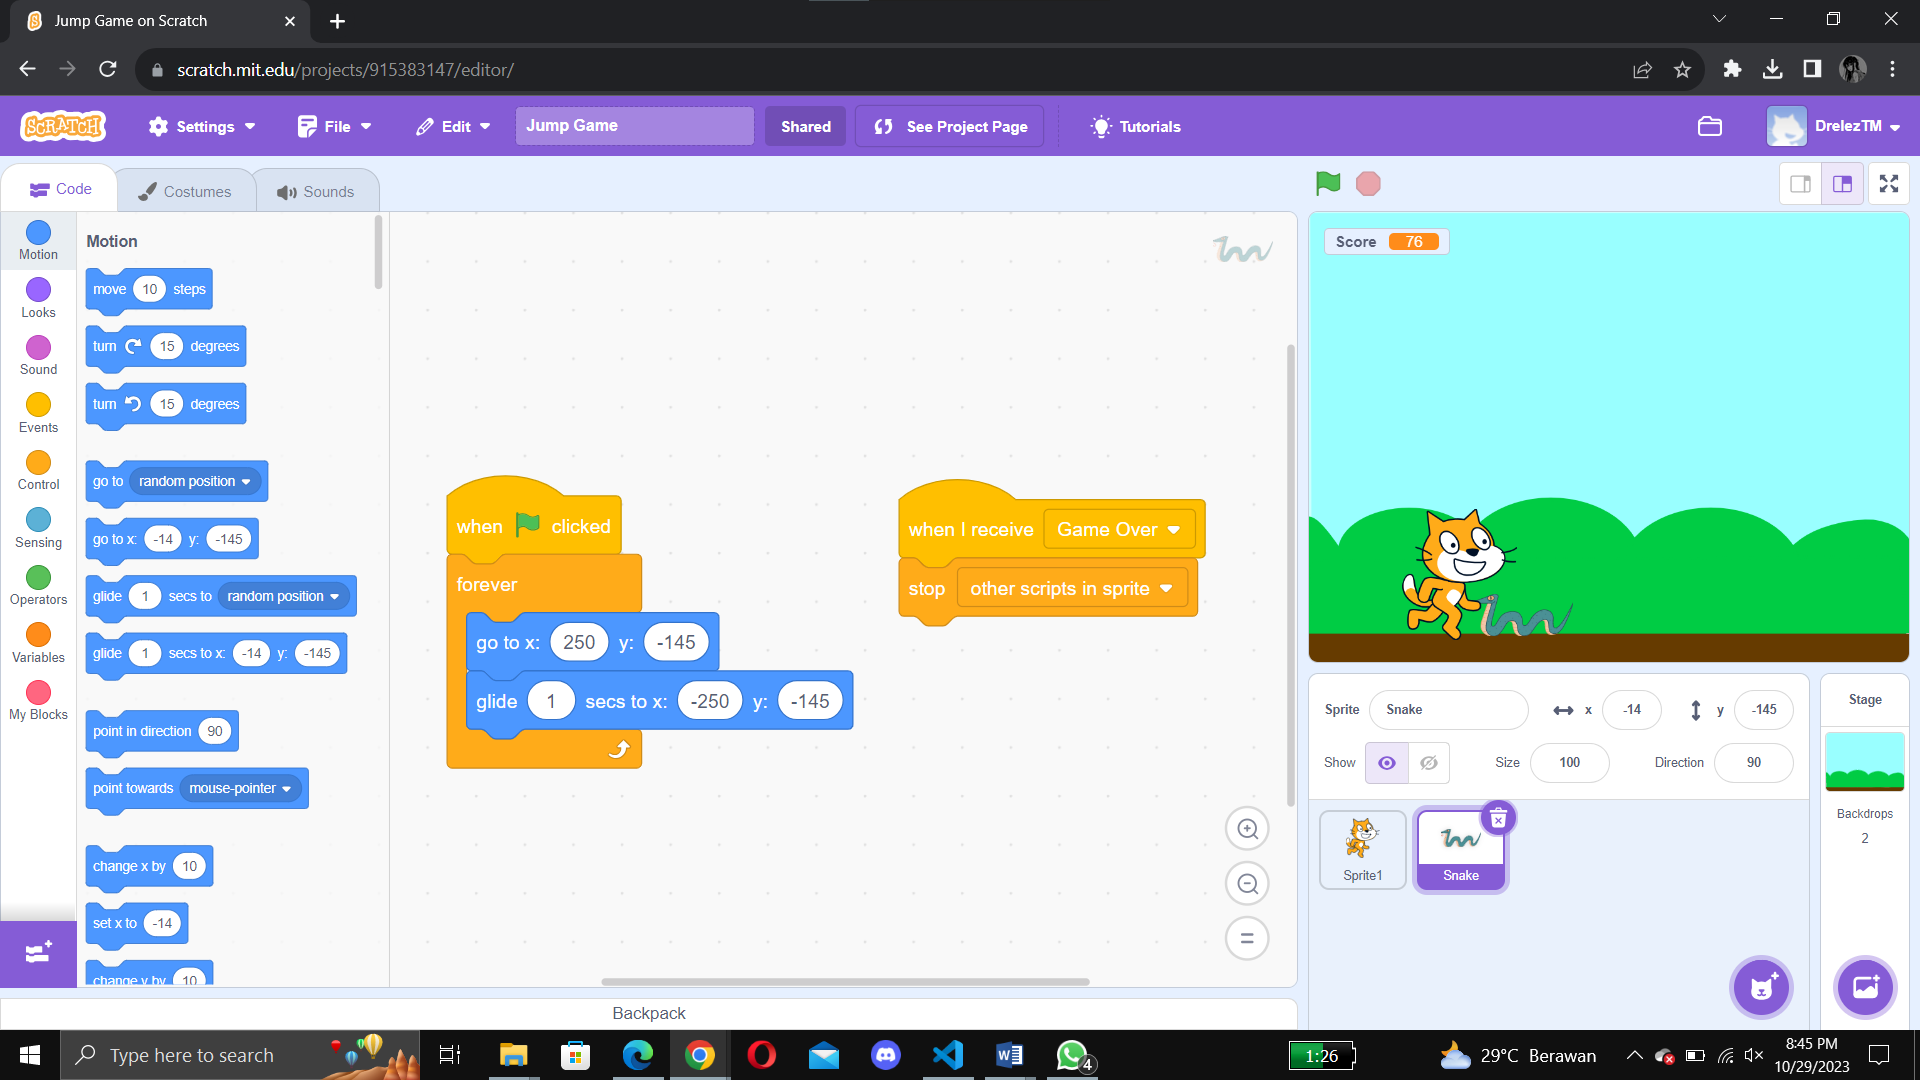 Jump Game on Scratch
scratch.mit.edu/projects/915383147/editor/
SCRATCH
Settings
File
Edit
Jump Game
Shared
See Project Page
Tutorials
DrelezTM
Code
Costumes
Sounds
Motion
Looks
Sound
Events
Control
Sensing
Operators
Variables
My Blocks
Motion
move 10 steps
turn 15 degrees
turn 15 degrees
go to random position
go to x: -14 y: -145
glide 1 secs to random position
glide 1 secs to x: -14 y: -145
point in direction 90
point towards mouse-pointer
change x by 10
set x to -14
change y by 10
when clicked
forever
go to x: 250 y: -145
glide 1 secs to x: -250 y: -145
when I receive Game Over
stop other scripts in sprite
Backpack
Score 76
Sprite Snake x -14 y -145
Show Size 100 Direction 90
Sprite1
Snake
Stage
Backdrops
2
Type here to search
4
1:26
29°C Berawan
8:45 PM
10/29/2023